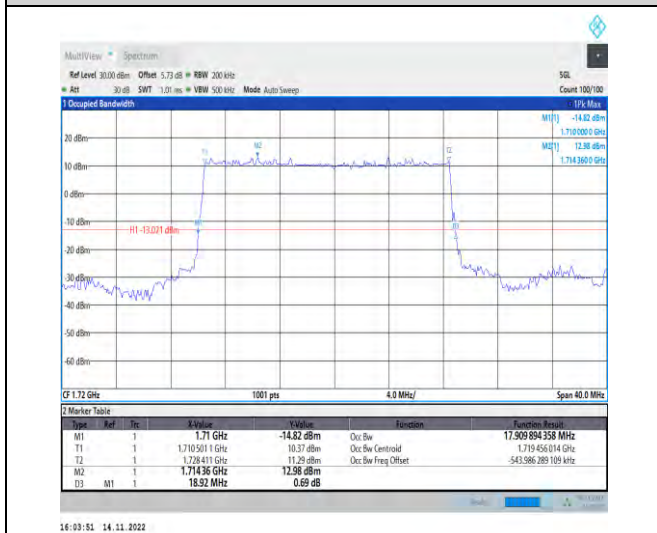 MultiView Spectrum
Ref Level 30.00 dBm Offset 5.73 dB RBW 200 kHz SGL
Att 30 dB SWT 1.01 ms VBW 500 kHz Mode Auto Sweep Count 100/100
1 Occupied Bandwidth 1Pk Max
M1[1] -14.82 dBm
1.710 000 0 GHz
M2[1] 12.98 dBm
1.714 360 0 GHz
20 dBm
M2
T1
T2
10 dBm
0 dBm
-10 dBm
M1
D3
H1 -13.021 dBm
-20 dBm
-30 dBm
-40 dBm
-50 dBm
-60 dBm
CF 1.72 GHz 1001 pts 4.0 MHz/ Span 40.0 MHz
2 Marker Table
Type Ref Trc X-Value Y-Value Function Function Result
M1 1 1.71 GHz -14.82 dBm Occ Bw 17.909 894 358 MHz
T1 1 1.710 501 1 GHz 10.37 dBm Occ Bw Centroid 1.719 456 014 GHz
T2 1 1.728 411 GHz 11.29 dBm Occ Bw Freq Offset -543.986 289 109 kHz
M2 1 1.714 36 GHz 12.98 dBm
D3 M1 1 18.92 MHz 0.69 dB
16:03:51 14.11.2022